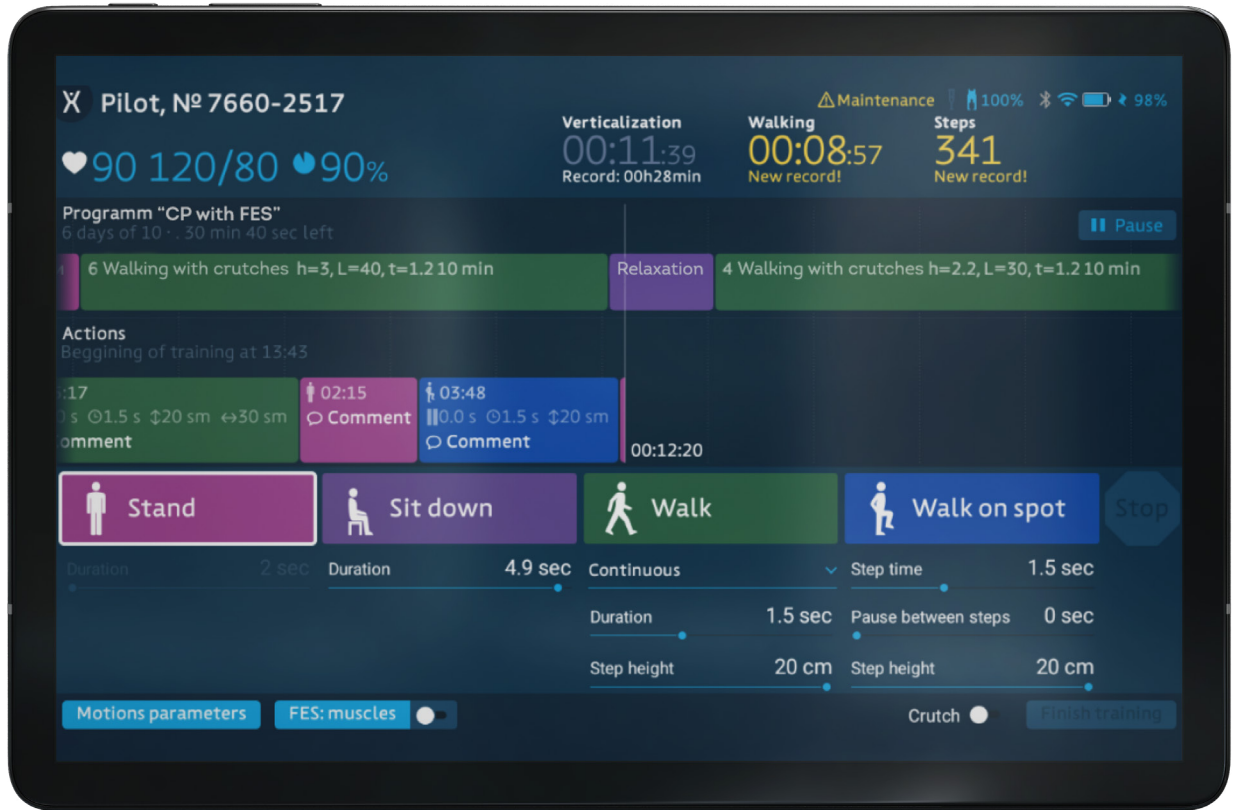 Pilot, № 7660-2517
Maintenance 100% 98%
Verticalization Walking Steps
00:11:39 00:08:57 341
Record: 00h28min New record! New record!
90 120/80 90%
Programm “CP with FES”
6 days of 10 · . 30 min 40 sec left
Pause
6 Walking with crutches h=3, L=40, t=1.2 10 min
Relaxation
4 Walking with crutches h=2.2, L=30, t=1.2 10 min
Actions
Beggining of training at 13:43
:17 02:15 03:48
s 1.5 s 20 sm 30 sm Comment 0.0 s 1.5 s 20 sm
omment Comment
00:12:20
Stand Sit down Walk Walk on spot Stop
Duration 2 sec Duration 4.9 sec Continuous Step time 1.5 sec
Duration 1.5 sec Pause between steps 0 sec
Step height 20 cm Step height 20 cm
Motions parameters FES: muscles Crutch Finish training